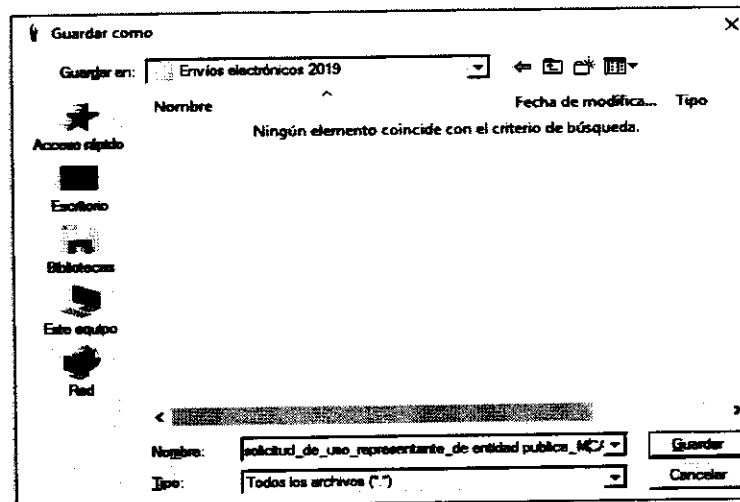 Guardar como
Guardar en: Envíos electrónicos 2019
Nombre Fecha de modifica... Tipo
Ningún elemento coincide con el criterio de búsqueda.
Acceso rápido
Escritorio
Bibliotecas
Este equipo
Red
Nombre: solicitud_de_uso_representante_de entidad publica_MCA
Guardar
Tipo: Todos los archivos (*.*)
Cancelar